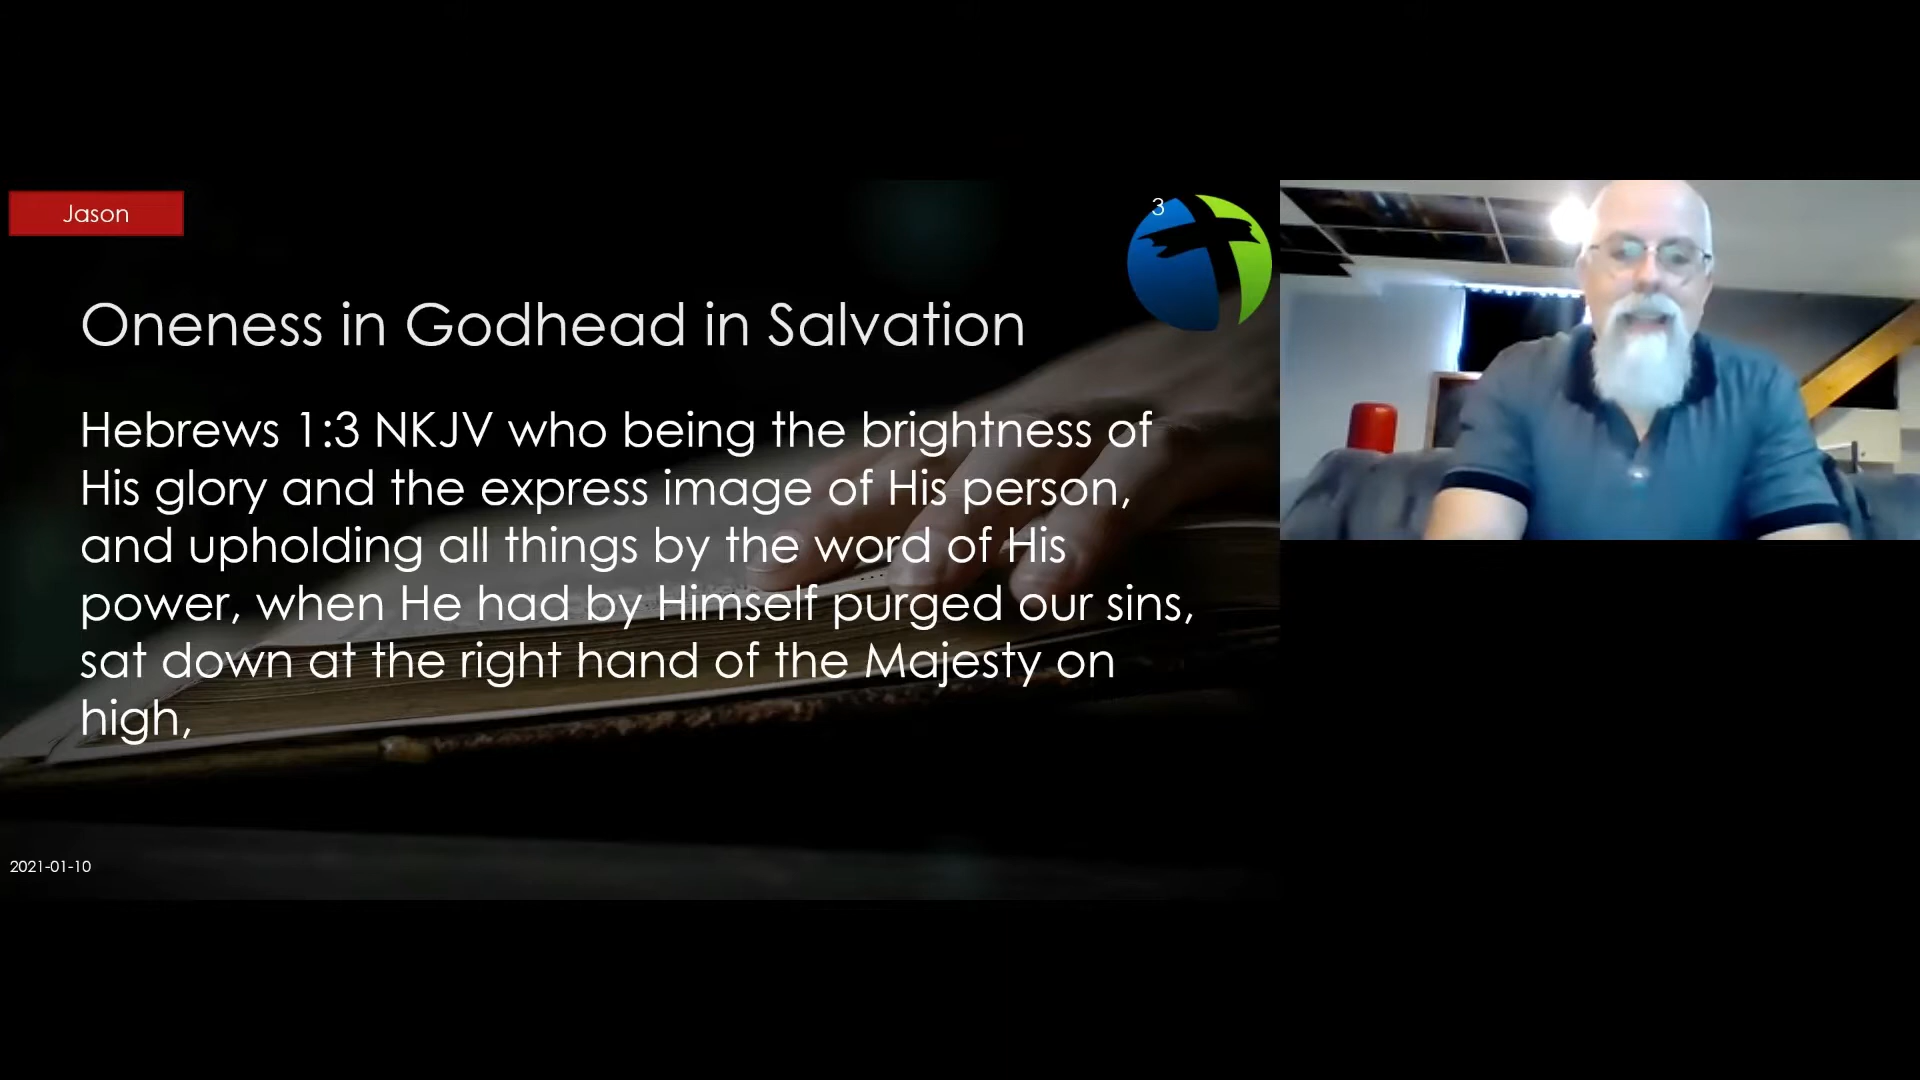 Jason
3
Oneness in Godhead in Salvation
Hebrews 1:3 NKJV who being the brightness of
His glory and the express image of His person,
and upholding all things by the word of His
power, when He had by Himself purged our sins,
sat down at the right hand of the Majesty on
high,
2021-01-10